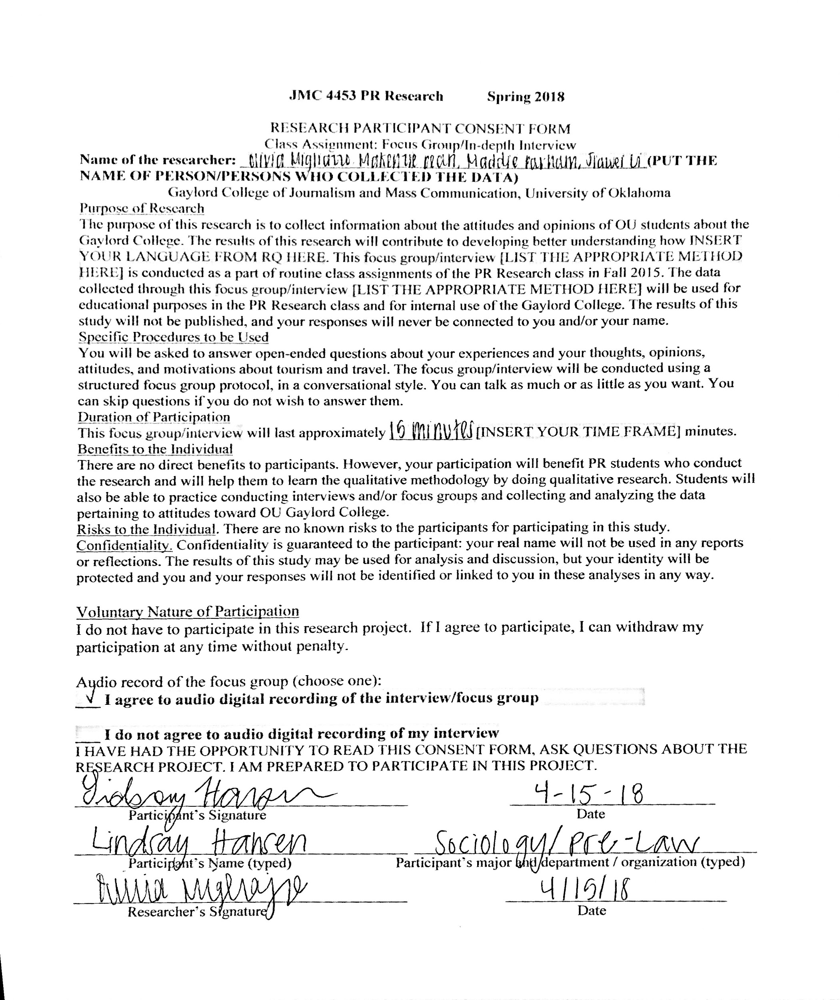 JMC 4453 PR Research Spring 2018
RESEARCH PARTICIPANT CONSENT FORM
Class Assignment: Focus Group/In-depth Interview
Name of the researcher: Olivia Migliazzo, Makenzie Maddie Farham, Jiawei Li (PUT THE
NAME OF PERSON/PERSONS WHO COLLECTED THE DATA)
Gaylord College of Journalism and Mass Communication, University of Oklahoma
Purpose of Research
The purpose of this research is to collect information about the attitudes and opinions of OU students about the
Gaylord College. The results of this research will contribute to developing better understanding how INSERT
YOUR LANGUAGE FROM RQ HERE. This focus group/interview [LIST THE APPROPRIATE METHOD
HERE] is conducted as a part of routine class assignments of the PR Research class in Fall 2015. The data
collected through this focus group/interview [LIST THE APPROPRIATE METHOD HERE] will be used for
educational purposes in the PR Research class and for internal use of the Gaylord College. The results of this
study will not be published, and your responses will never be connected to you and/or your name.
Specific Procedures to be Used
You will be asked to answer open-ended questions about your experiences and your thoughts, opinions,
attitudes, and motivations about tourism and travel. The focus group/interview will be conducted using a
structured focus group protocol, in a conversational style. You can talk as much or as little as you want. You
can skip questions if you do not wish to answer them.
Duration of Participation
This focus group/interview will last approximately 15 minutes [INSERT YOUR TIME FRAME] minutes.
Benefits to the Individual
There are no direct benefits to participants. However, your participation will benefit PR students who conduct
the research and will help them to learn the qualitative methodology by doing qualitative research. Students will
also be able to practice conducting interviews and/or focus groups and collecting and analyzing the data
pertaining to attitudes toward OU Gaylord College.
Risks to the Individual. There are no known risks to the participants for participating in this study.
Confidentiality. Confidentiality is guaranteed to the participant: your real name will not be used in any reports
or reflections. The results of this study may be used for analysis and discussion, but your identity will be
protected and you and your responses will not be identified or linked to you in these analyses in any way.
Voluntary Nature of Participation
I do not have to participate in this research project. If I agree to participate, I can withdraw my
participation at any time without penalty.
Audio record of the focus group (choose one):
✓ I agree to audio digital recording of the interview/focus group
___ I do not agree to audio digital recording of my interview
I HAVE HAD THE OPPORTUNITY TO READ THIS CONSENT FORM, ASK QUESTIONS ABOUT THE
RESEARCH PROJECT. I AM PREPARED TO PARTICIPATE IN THIS PROJECT.
Lindsay Hansen 4-15-18
Participant's Signature Date
Lindsay Hansen Sociology/Pre-Law
Participant's Name (typed) Participant's major and/department / organization (typed)
Olivia Migliazzo 4/15/18
Researcher's Signature Date